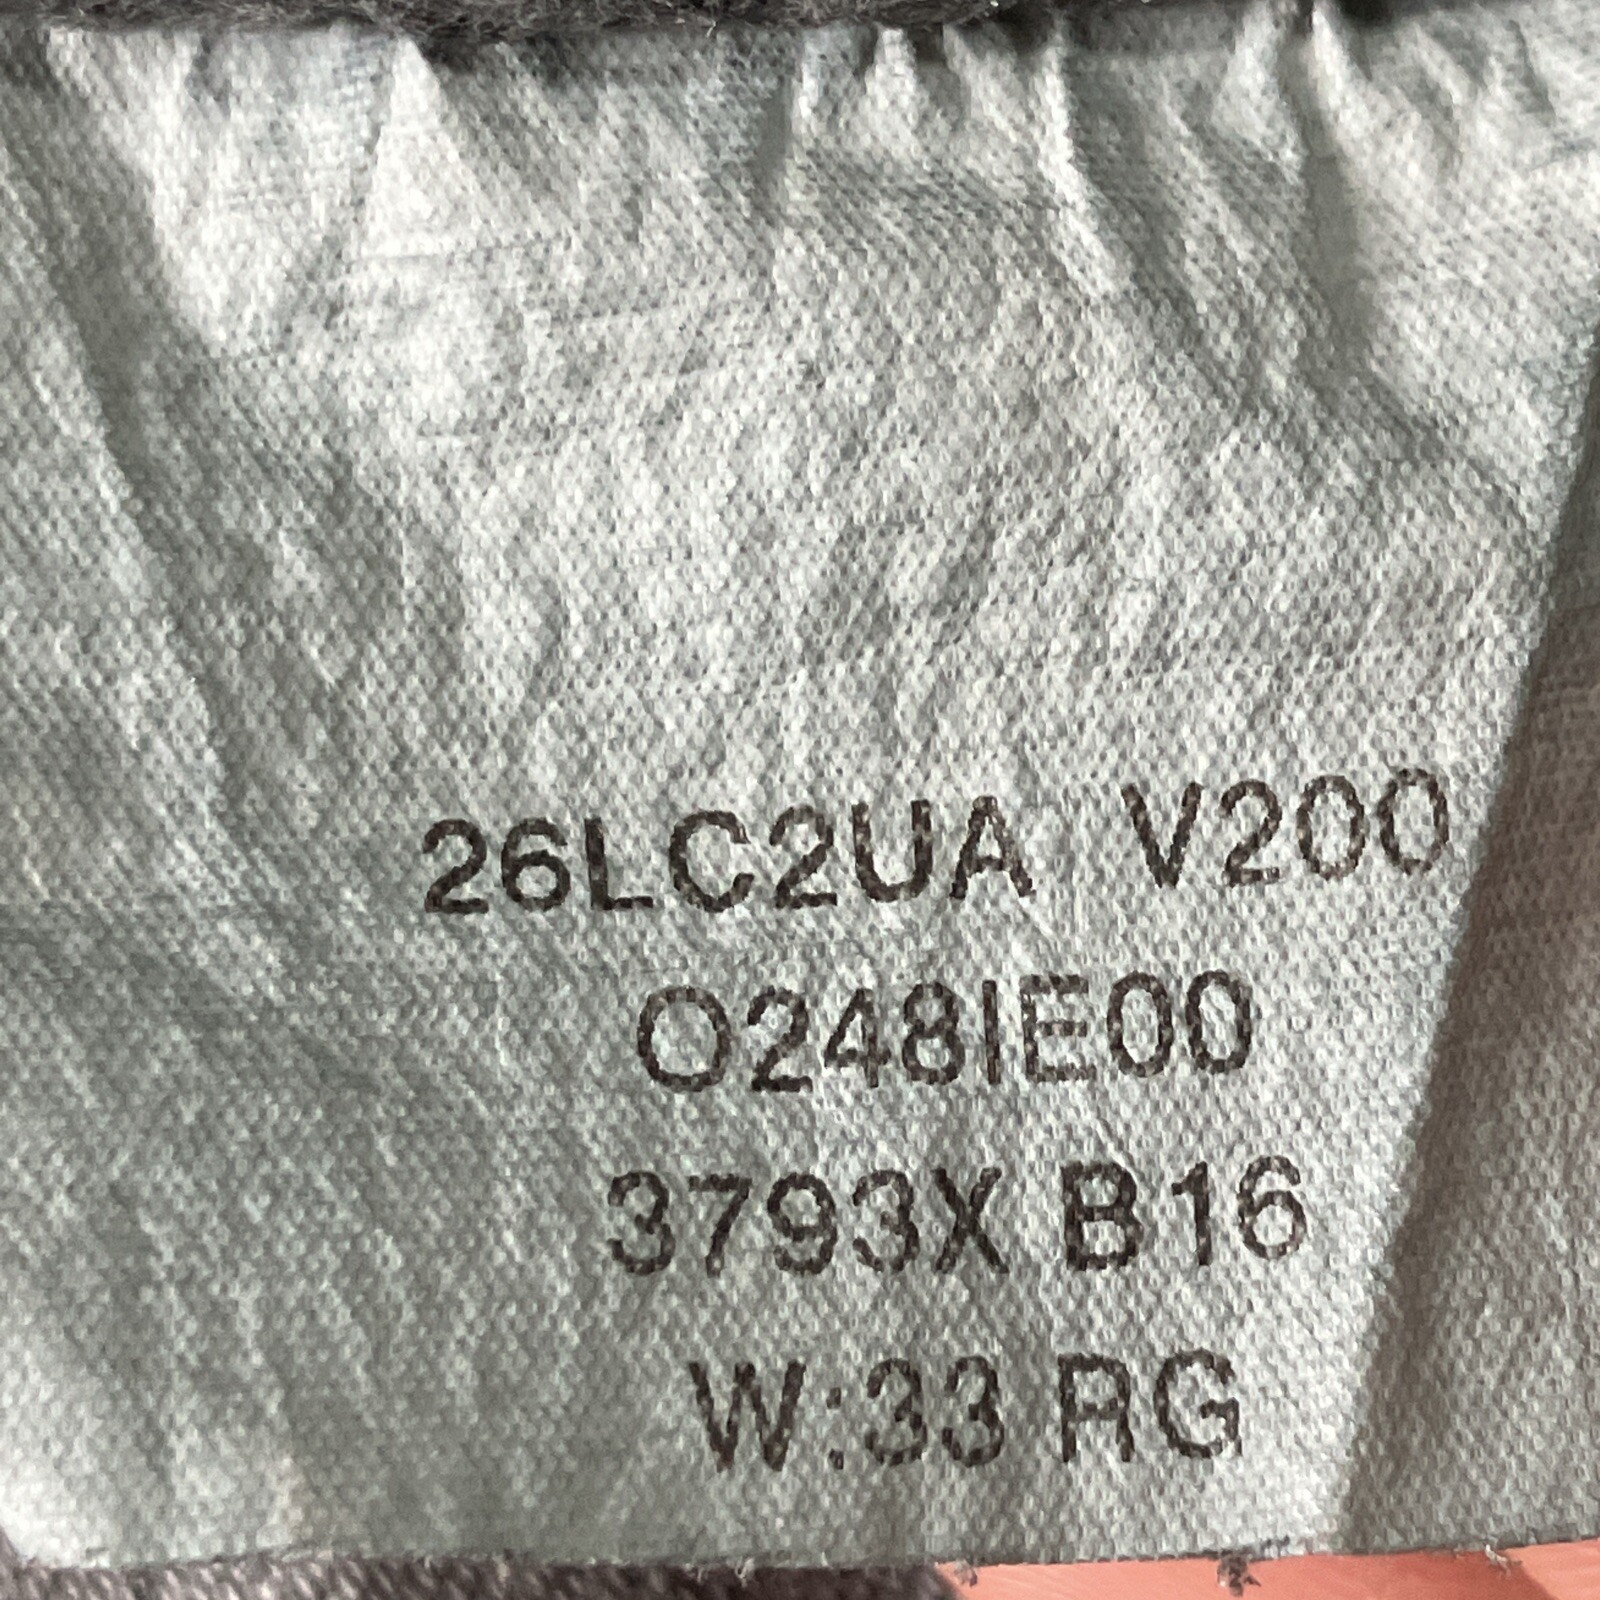 26LC2UA V200
O248IE00
3793X B16
W:33 RG